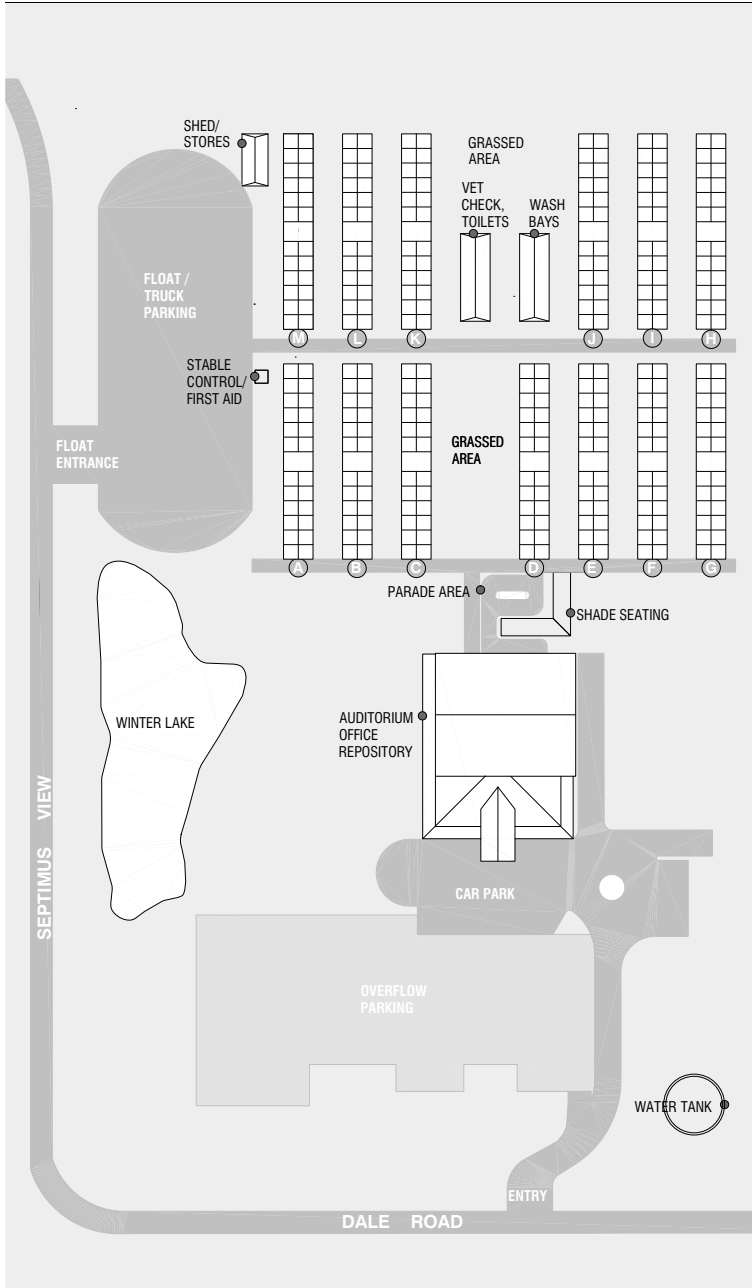 SHED/
STORES
GRASSED
AREA
VET
CHECK,
TOILETS
WASH
BAYS
FLOAT /
TRUCK
PARKING
M
L
K
J
I
H
STABLE
CONTROL/
FIRST AID
FLOAT
ENTRANCE
GRASSED
AREA
A
B
C
D
E
F
G
PARADE AREA
SHADE SEATING
WINTER LAKE
AUDITORIUM
OFFICE
REPOSITORY
SEPTIMUS VIEW
CAR PARK
OVERFLOW
PARKING
WATER TANK
ENTRY
DALE ROAD